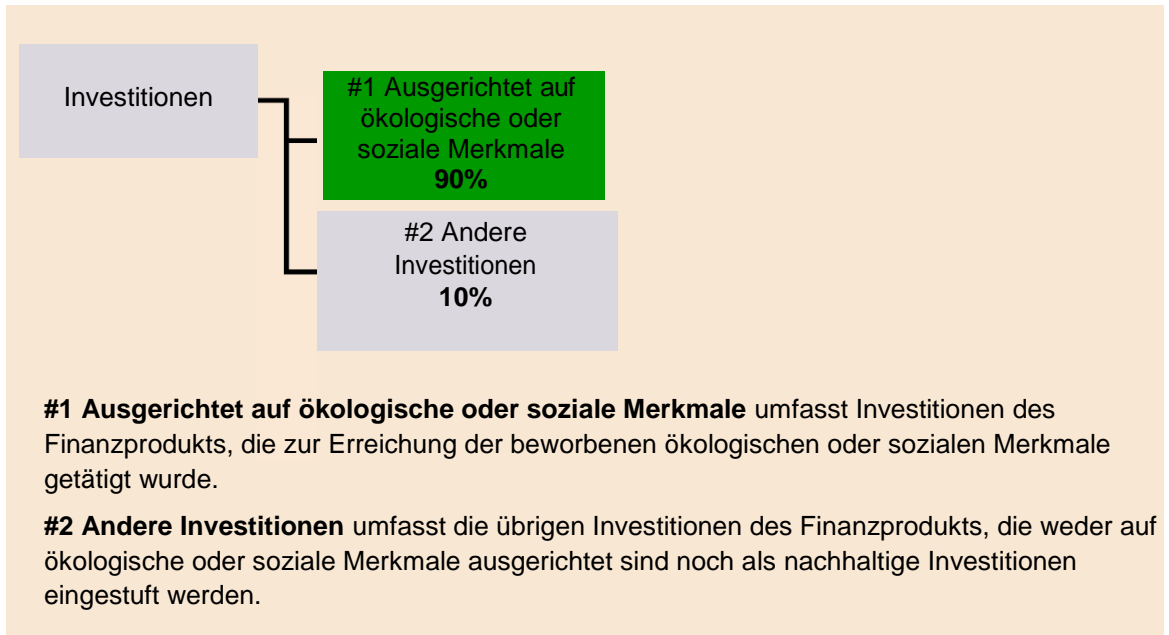 Investitionen
#1 Ausgerichtet auf
ökologische oder
soziale Merkmale
90%
#2 Andere
Investitionen
10%
#1 Ausgerichtet auf ökologische oder soziale Merkmale umfasst Investitionen des
Finanzprodukts, die zur Erreichung der beworbenen ökologischen oder sozialen Merkmale
getätigt wurde.
#2 Andere Investitionen umfasst die übrigen Investitionen des Finanzprodukts, die weder auf
ökologische oder soziale Merkmale ausgerichtet sind noch als nachhaltige Investitionen
eingestuft werden.